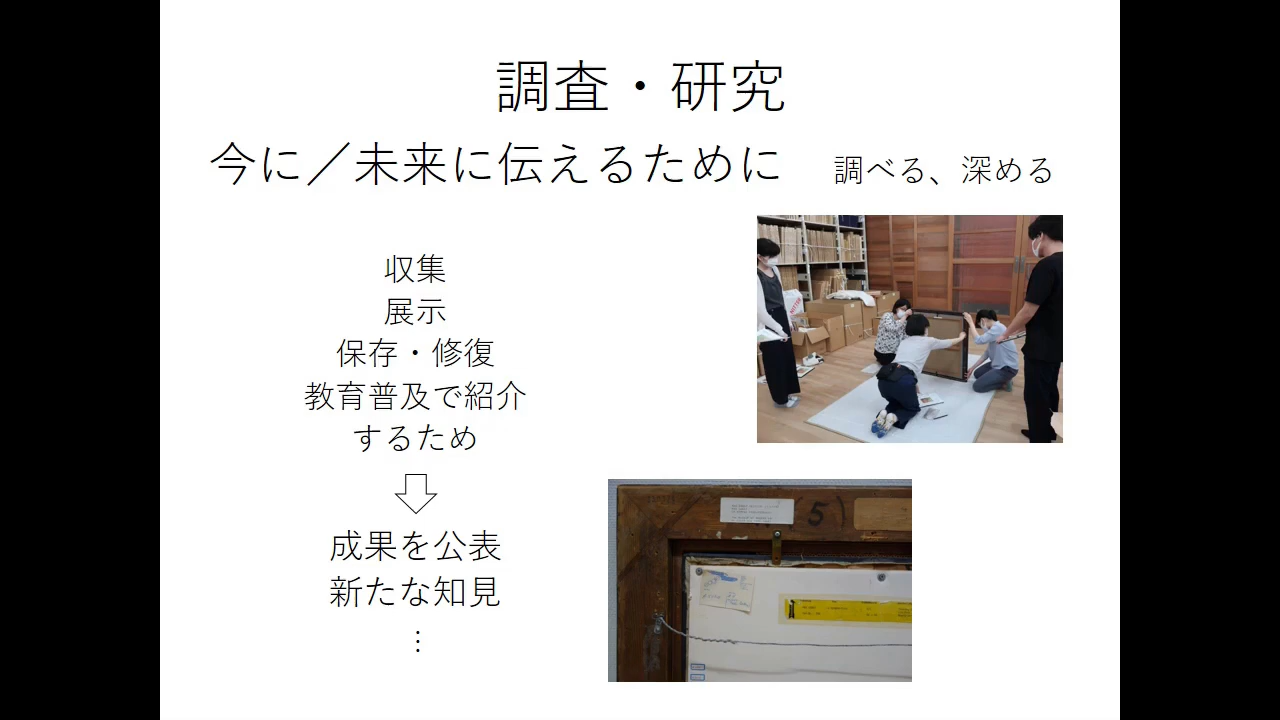 調査・研究
今に／未来に伝えるために　調べる、深める
収集
展示
保存・修復
教育普及で紹介
するため
成果を公表
新たな知見
⋮
(5)